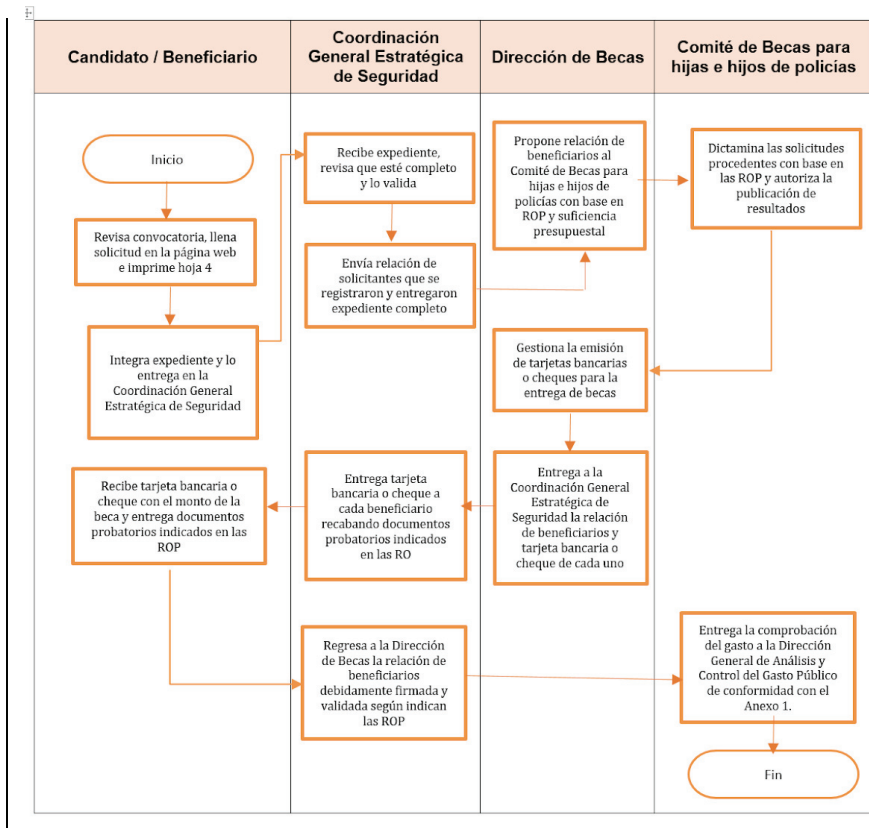 Candidato / Beneficiario
Coordinación
General Estratégica
de Seguridad
Dirección de Becas
Comité de Becas para
hijas e hijos de policías
Inicio
Revisa convocatoria, llena
solicitud en la página web
e imprime hoja 4
Integra expediente y lo
entrega en la
Coordinación General
Estratégica de Seguridad
Recibe expediente,
revisa que esté completo
y lo valida
Envía relación de
solicitantes que se
registraron y entregaron
expediente completo
Propone relación de
beneficiarios al
Comité de Becas para
hijas e hijos de
policías con base en
ROP y suficiencia
presupuestal
Dictamina las solicitudes
procedentes con base en
las ROP y autoriza la
publicación de
resultados
Gestiona la emisión
de tarjetas bancarias
o cheques para la
entrega de becas
Entrega a la
Coordinación General
Estratégica de
Seguridad la relación
de beneficiarios y
tarjeta bancaria o
cheque de cada uno
Entrega tarjeta
bancaria o cheque a
cada beneficiario
recabando documentos
probatorios indicados
en las RO
Recibe tarjeta bancaria o
cheque con el monto de la
beca y entrega documentos
probatorios indicados en las
ROP
Regresa a la Dirección
de Becas la relación de
beneficiarios
debidamente firmada y
validada según indican
las ROP
Entrega la comprobación
del gasto a la Dirección
General de Análisis y
Control del Gasto Público
de conformidad con el
Anexo 1.
Fin